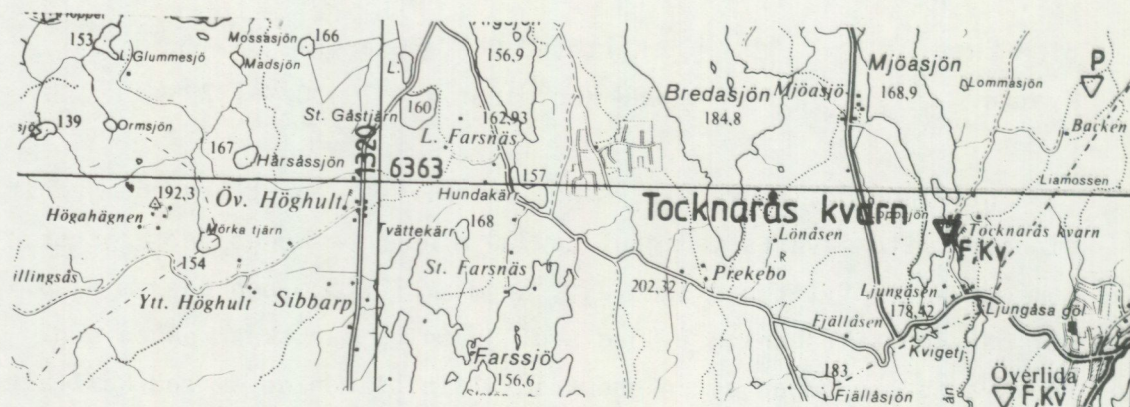 153
L. Glummesjö
Mossasjön
166
Madsjön
L.
156,9
139
Ormsjön
167
Hårsåssjön
St. Gåstjärn
160
L. Farsnäs
162,93
1320
6363
157
Bredasjön
184,8
Mjöasjö
Mjöasjön
168,9
Lommasjön
P
Backen
Liamossen
192,3
Högahägnen
Öv. Höghult
Hundakärr
Tocknarås kvarn
Mörka tjärn
154
Tvättekärr
168
St. Farsnäs
Lönåsen
Tocknarås kvarn
F,Kv
Ytt. Höghult
Sibbarp
202,32
Prekebo
Ljungåsen
178,42
Ljungåsa göl
Fjällåsen
Kvigetj.
Farssjö
156,6
183
Fjällåsjön
Överlida
F,Kv